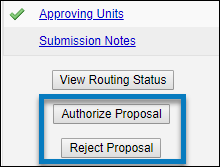 Approving Units
Submission Notes
View Routing Status
Authorize Proposal
Reject Proposal